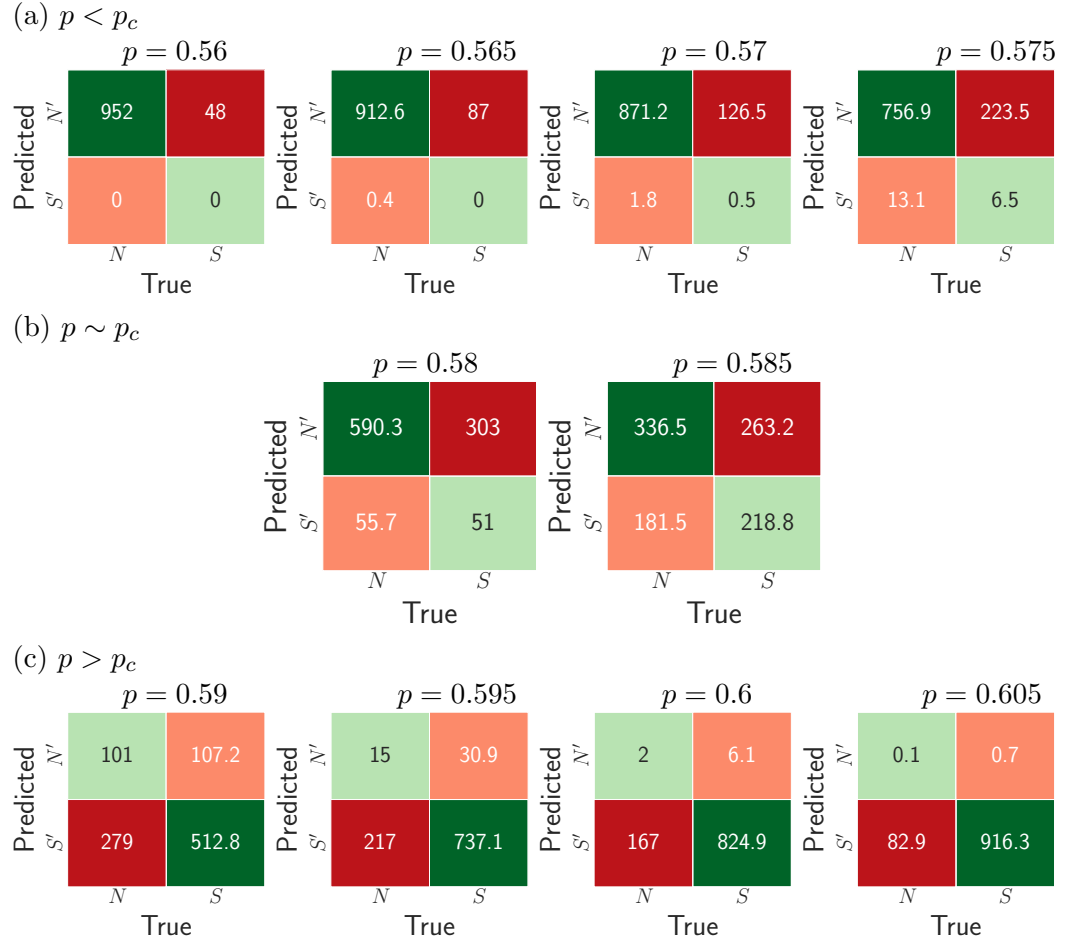 (a) p < p_c
p = 0.56 p = 0.565 p = 0.57 p = 0.575
Predicted N′ 952 48 Predicted N′ 912.6 87 Predicted N′ 871.2 126.5 Predicted N′ 756.9 223.5
S′ 0 0 S′ 0.4 0 S′ 1.8 0.5 S′ 13.1 6.5
N S N S N S N S
True True True True
(b) p ∼ p_c
p = 0.58 p = 0.585
Predicted N′ 590.3 303 Predicted N′ 336.5 263.2
S′ 55.7 51 S′ 181.5 218.8
N S N S
True True
(c) p > p_c
p = 0.59 p = 0.595 p = 0.6 p = 0.605
Predicted N′ 101 107.2 Predicted N′ 15 30.9 Predicted N′ 2 6.1 Predicted N′ 0.1 0.7
S′ 279 512.8 S′ 217 737.1 S′ 167 824.9 S′ 82.9 916.3
N S N S N S N S
True True True True